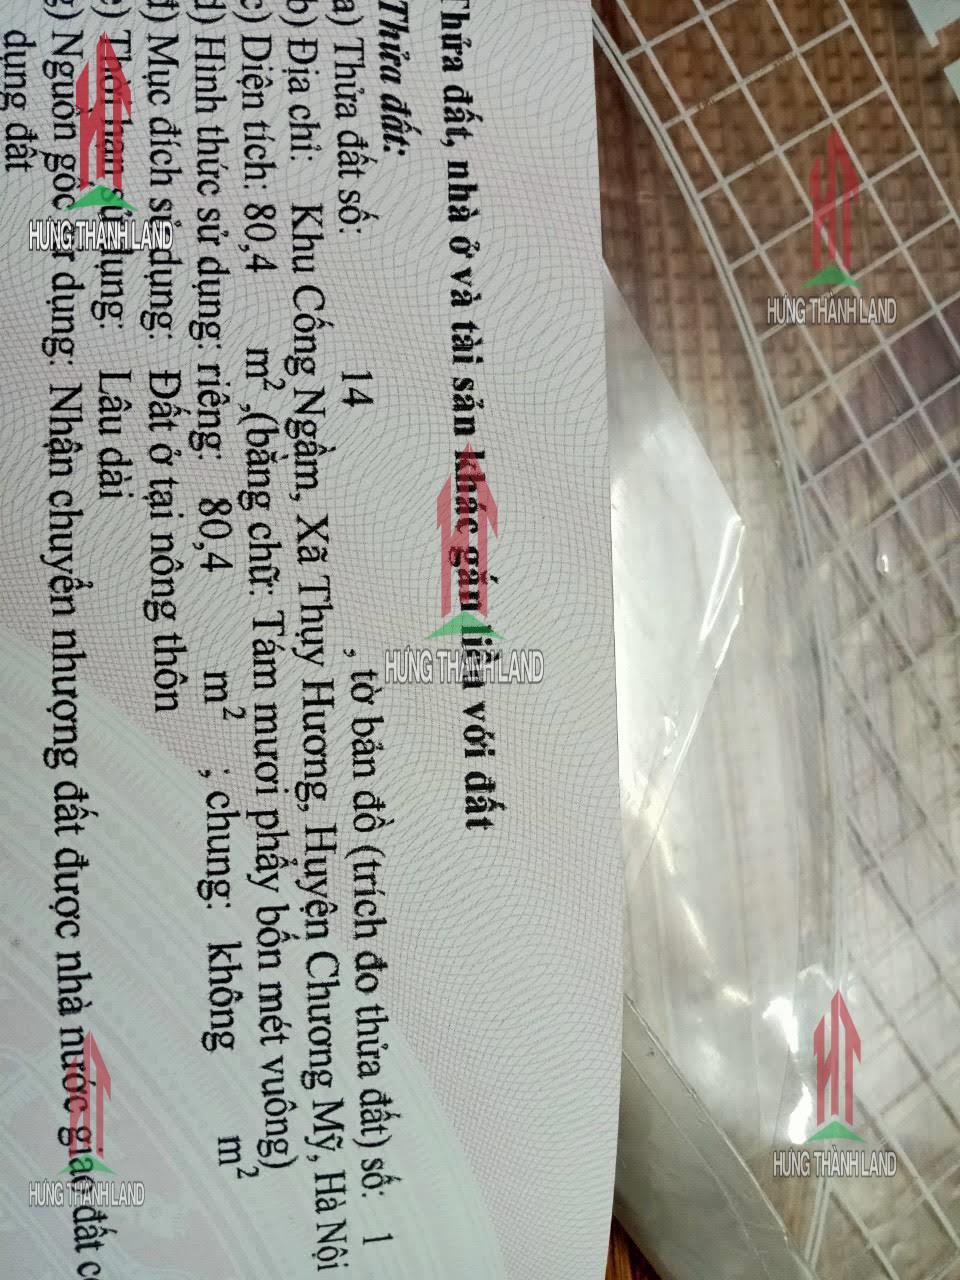 Thửa đất, nhà ở và tài sản khác gắn liền với đất
Thửa đất:
a) Thửa đất số: 14 , tờ bản đồ (trích đo thửa đất) số: 1
b) Địa chỉ: Khu Cống Ngầm, Xã Thụy Hương, Huyện Chương Mỹ, Hà Nội
c) Diện tích: 80,4 m²,(bằng chữ: Tám mươi phẩy bốn mét vuông)
d) Hình thức sử dụng: riêng: 80,4 m² ; chung: không m²
đ) Mục đích sử dụng: Đất ở tại nông thôn
e) Thời hạn sử dụng: Lâu dài
g) Nguồn gốc sử dụng: Nhận chuyển nhượng đất được nhà nước giao đất
dụng đất
HƯNG THÀNH LAND
HƯNG THÀNH LAND
HƯNG THÀNH LAND
HƯNG THÀNH LAND
HƯNG THÀNH LAND